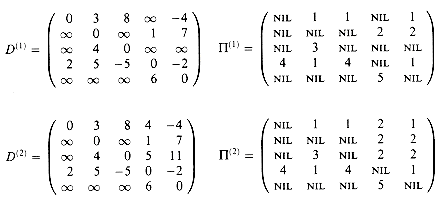 D(1) = ( 0 3 8 ∞ -4 Π(1) = ( NIL 1 1 NIL 1
∞ 0 ∞ 1 7 NIL NIL NIL 2 2
∞ 4 0 ∞ ∞ NIL 3 NIL NIL NIL
2 5 -5 0 -2 4 1 4 NIL 1
∞ ∞ ∞ 6 0 ) NIL NIL NIL 5 NIL )
D(2) = ( 0 3 8 4 -4 Π(2) = ( NIL 1 1 2 1
∞ 0 ∞ 1 7 NIL NIL NIL 2 2
∞ 4 0 5 11 NIL 3 NIL 2 2
2 5 -5 0 -2 4 1 4 NIL 1
∞ ∞ ∞ 6 0 ) NIL NIL NIL 5 NIL )